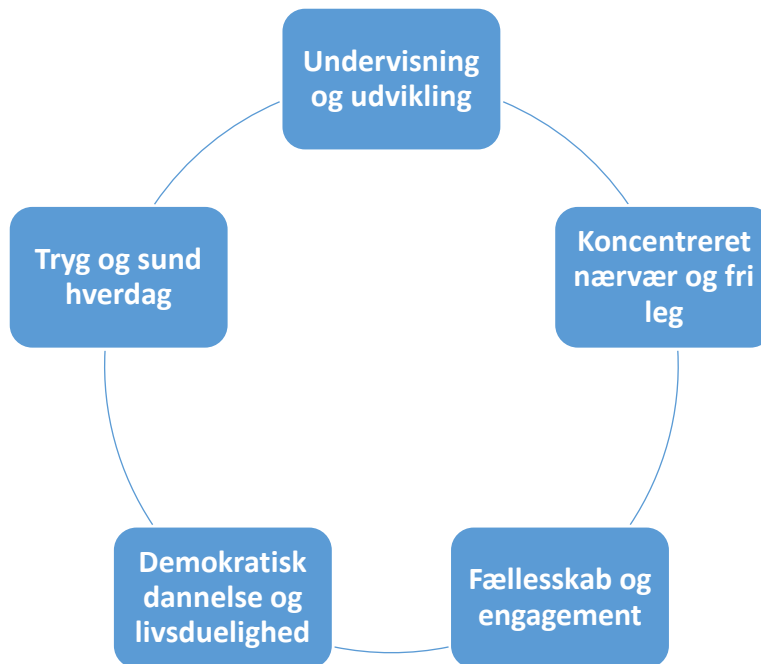 Undervisning
og udvikling
Koncentreret
nærvær og fri
leg
Fællesskab og
engagement
Demokratisk
dannelse og
livsduelighed
Tryg og sund
hverdag